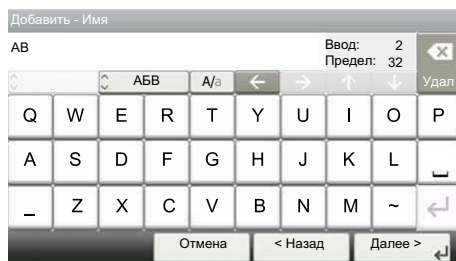 Добавить - Имя
AB Ввод: 2
Предел: 32
АБВ A/a Удал
Q W E R T Y U I O P
A S D F G H J K L
_ Z X C V B N M ~
Отмена < Назад Далее >